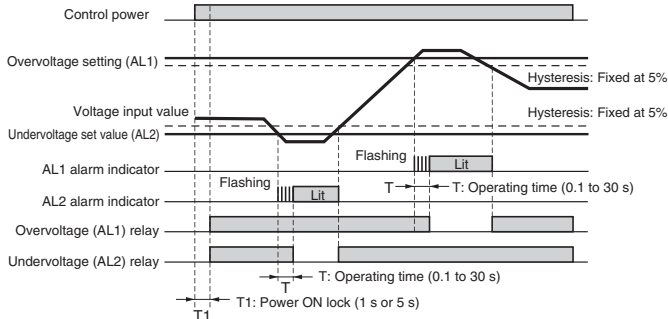 Control power
Overvoltage setting (AL1)
Hysteresis: Fixed at 5%
Voltage input value
Hysteresis: Fixed at 5%
Undervoltage set value (AL2)
Flashing
Lit
AL1 alarm indicator
T
T: Operating time (0.1 to 30 s)
Flashing
Lit
AL2 alarm indicator
Overvoltage (AL1) relay
Undervoltage (AL2) relay
T: Operating time (0.1 to 30 s)
T
T1: Power ON lock (1 s or 5 s)
T1